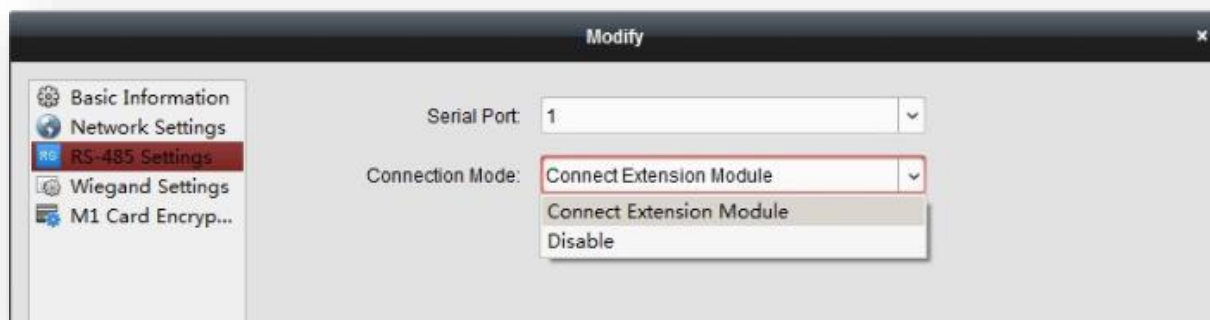 Modify
Basic Information
Network Settings
RS-485 Settings
Wiegand Settings
M1 Card Encryp...
Serial Port: 1
Connection Mode: Connect Extension Module
Connect Extension Module
Disable